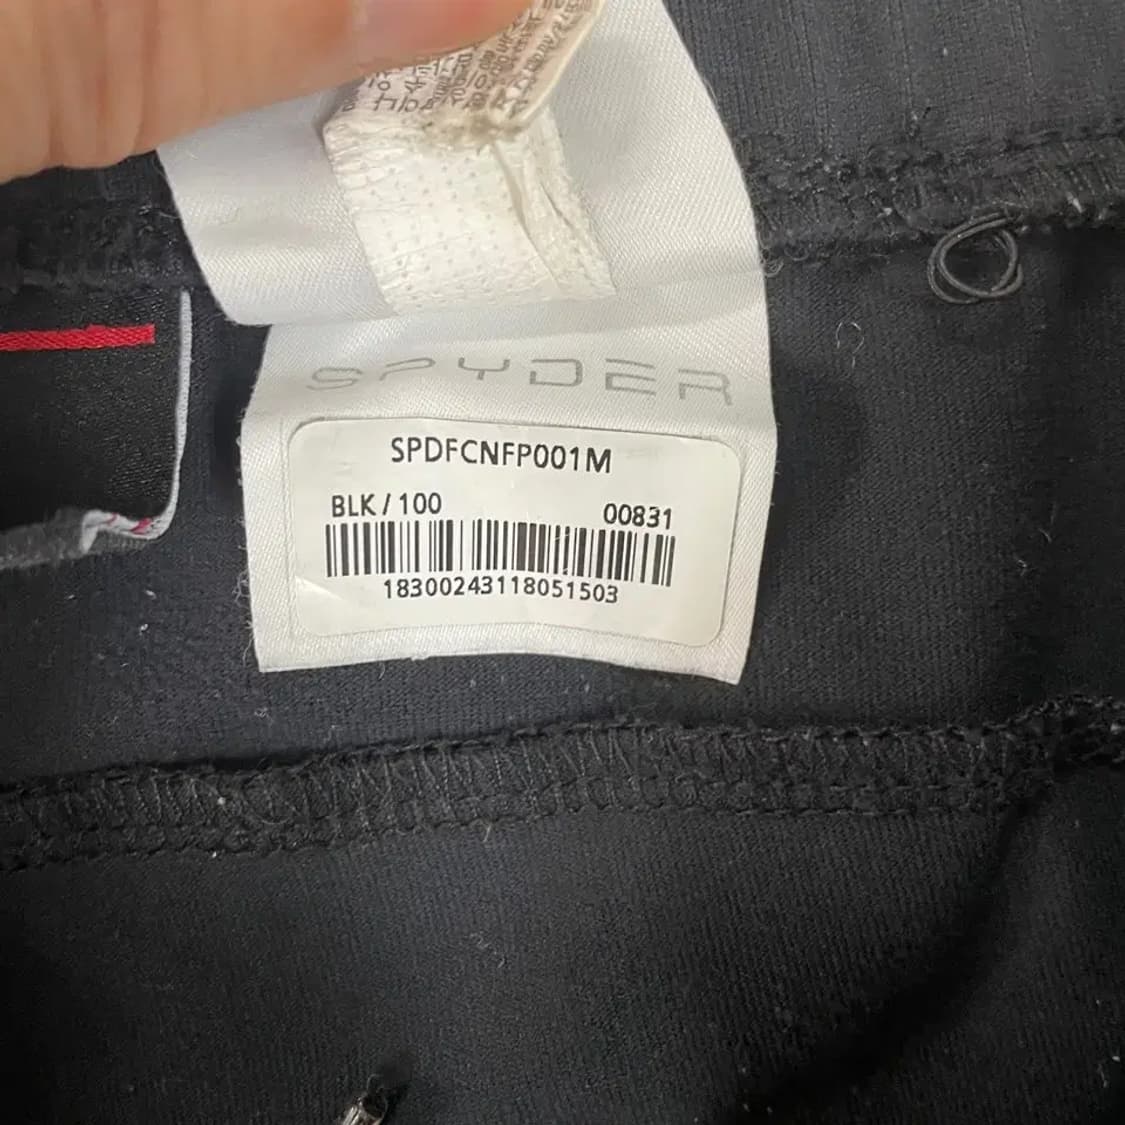 SPYDER
SPDFCNFP001M
BLK / 100
00831
18300243118051503